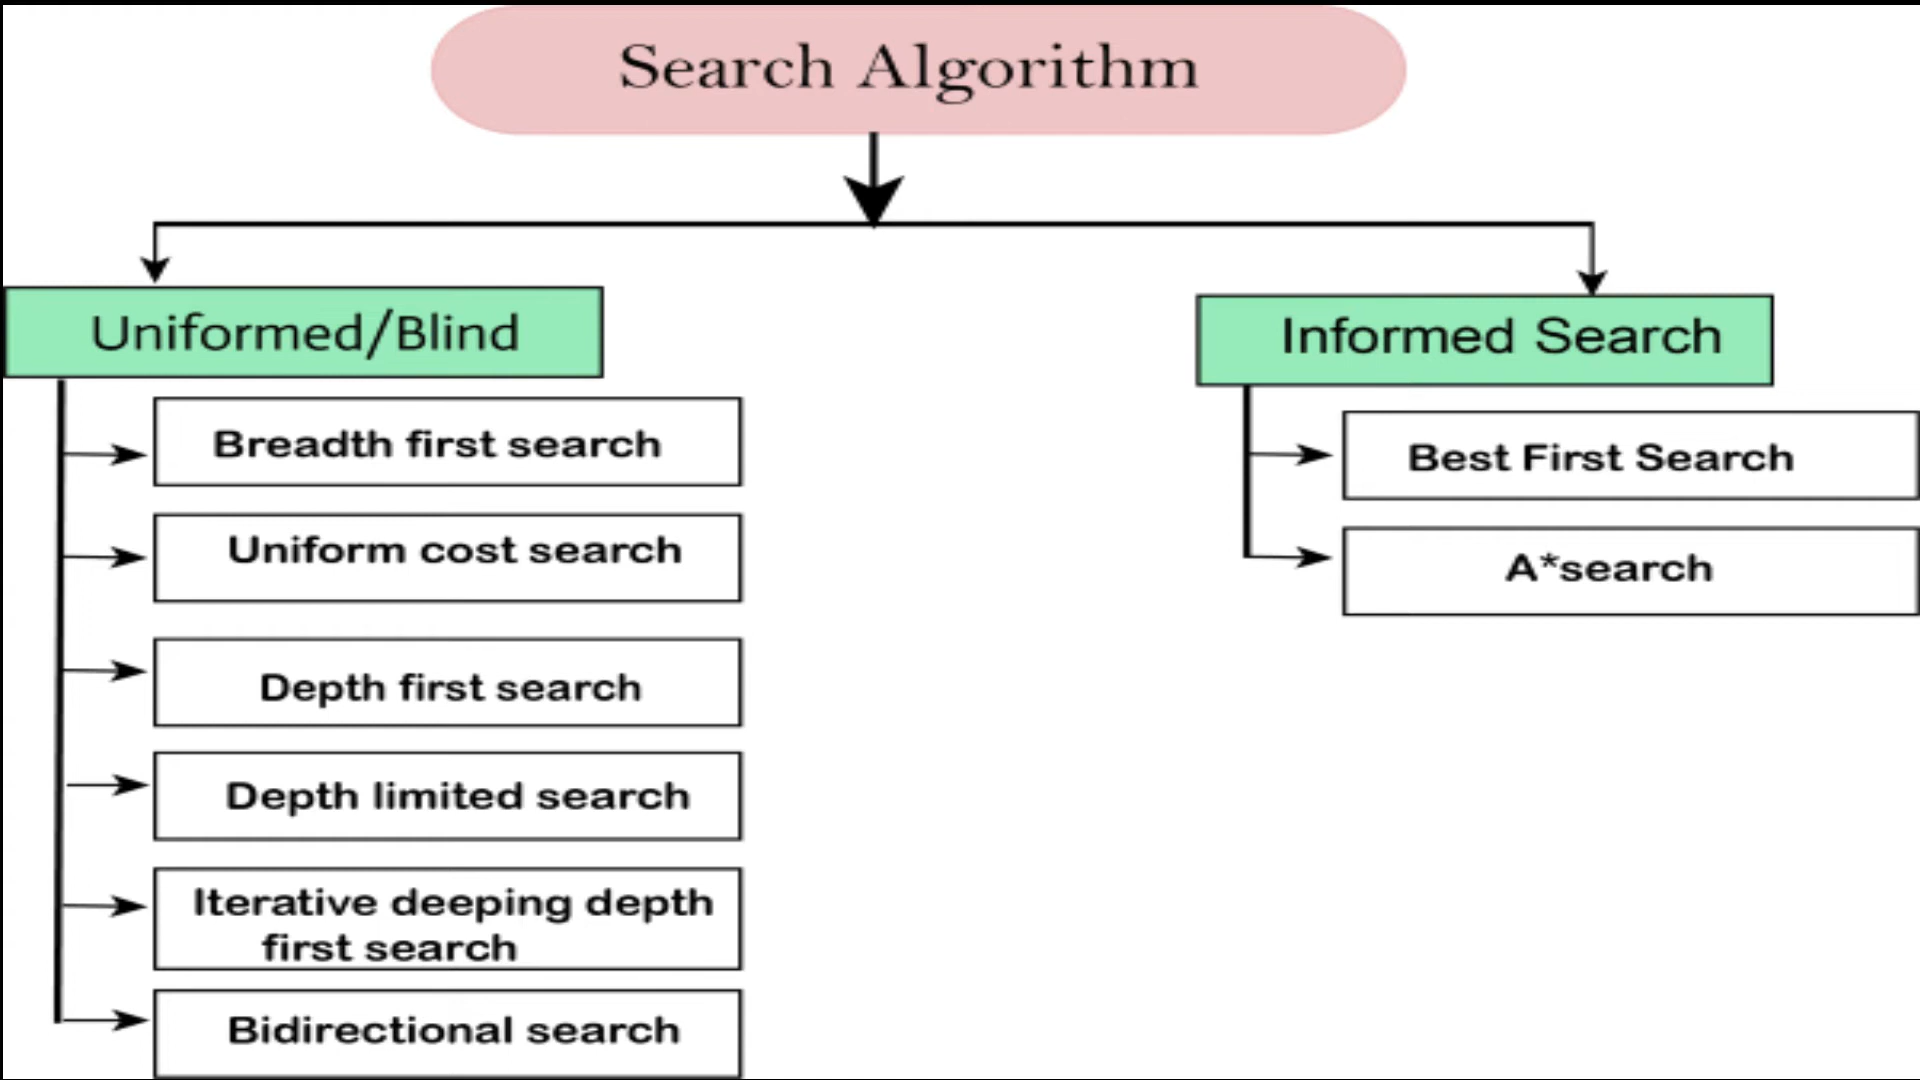 Search Algorithm
Uniformed/Blind
Breadth first search
Uniform cost search
Depth first search
Depth limited search
Iterative deeping depth
first search
Bidirectional search
Informed Search
Best First Search
A*search